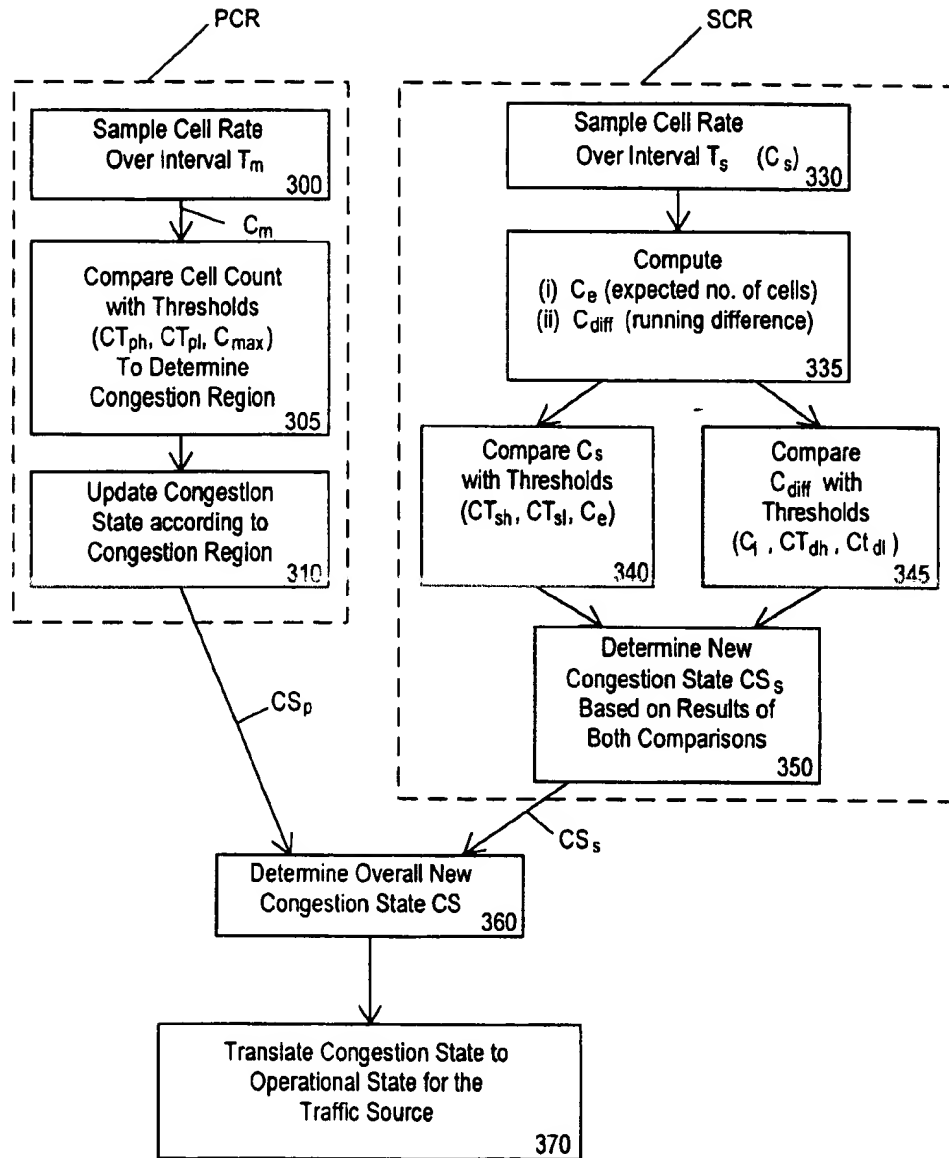 PCR
SCR
Sample Cell Rate
Over Interval Tm
300
Cm
Compare Cell Count
with Thresholds
(CTph, CTpl, Cmax)
To Determine
Congestion Region
305
Update Congestion
State according to
Congestion Region
310
CSp
Sample Cell Rate
Over Interval Ts (Cs)
330
Compute
(i) Ce (expected no. of cells)
(ii) Cdiff (running difference)
335
Compare Cs
with Thresholds
(CTsh, CTsl, Ce)
340
Compare
Cdiff with
Thresholds
(Ci, CTdh, Ctdl)
345
Determine New
Congestion State CSs
Based on Results of
Both Comparisons
350
CSs
Determine Overall New
Congestion State CS
360
Translate Congestion State to
Operational State for the
Traffic Source
370